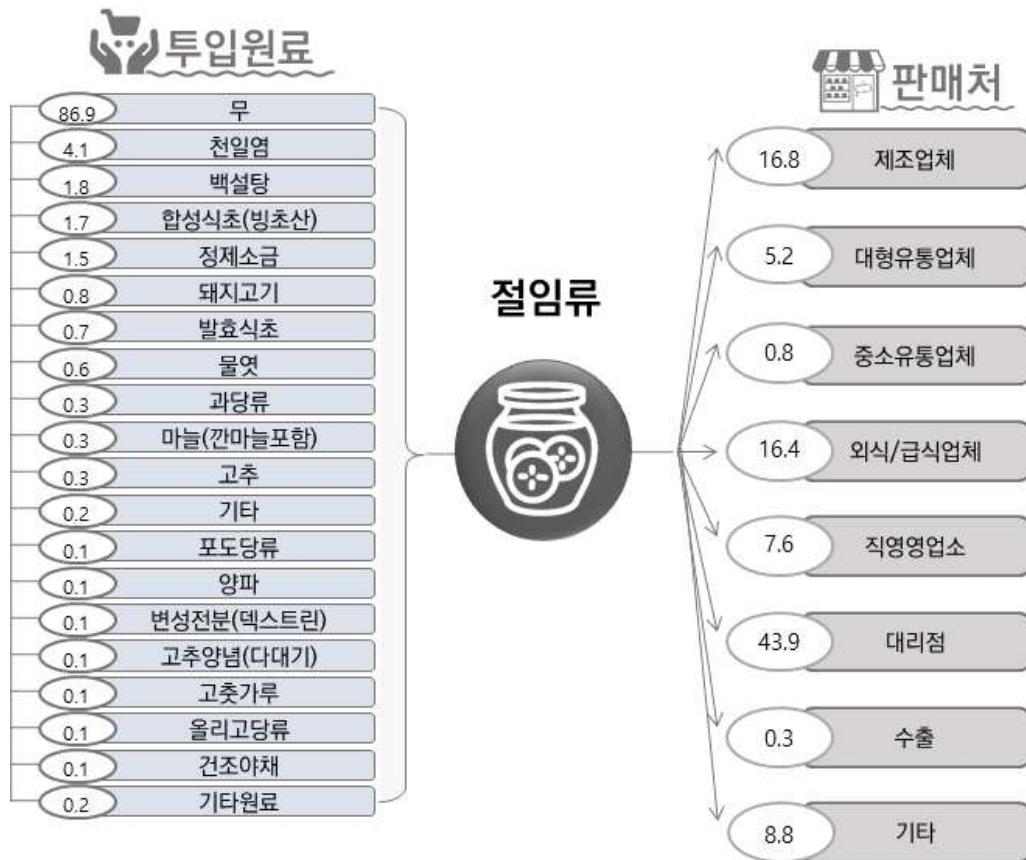 투입원료
86.9 무
4.1 천일염
1.8 백설탕
1.7 합성식초(빙초산)
1.5 정제소금
0.8 돼지고기
0.7 발효식초
0.6 물엿
0.3 과당류
0.3 마늘(깐마늘포함)
0.3 고추
0.2 기타
0.1 포도당류
0.1 양파
0.1 변성전분(덱스트린)
0.1 고추양념(다대기)
0.1 고춧가루
0.1 올리고당류
0.1 건조야채
0.2 기타원료
절임류
판매처
16.8 제조업체
5.2 대형유통업체
0.8 중소유통업체
16.4 외식/급식업체
7.6 직영영업소
43.9 대리점
0.3 수출
8.8 기타